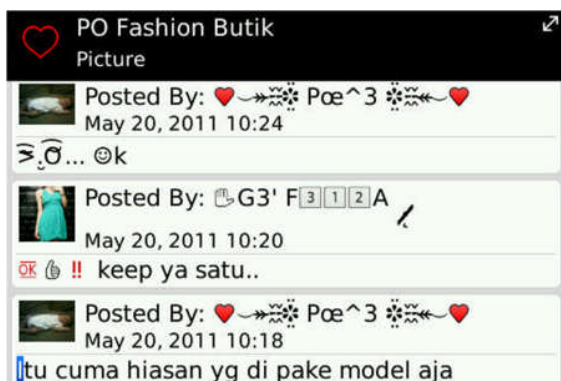 PO Fashion Butik
Picture
Posted By: ❤⤳҉ Pœ^3 ҉⬿❤
May 20, 2011 10:24
... ☺k
Posted By: ✋G3' F312A
May 20, 2011 10:20
OK 👍 ‼ keep ya satu..
Posted By: ❤⤳҉ Pœ^3 ҉⬿❤
May 20, 2011 10:18
Itu cuma hiasan yg di pake model aja